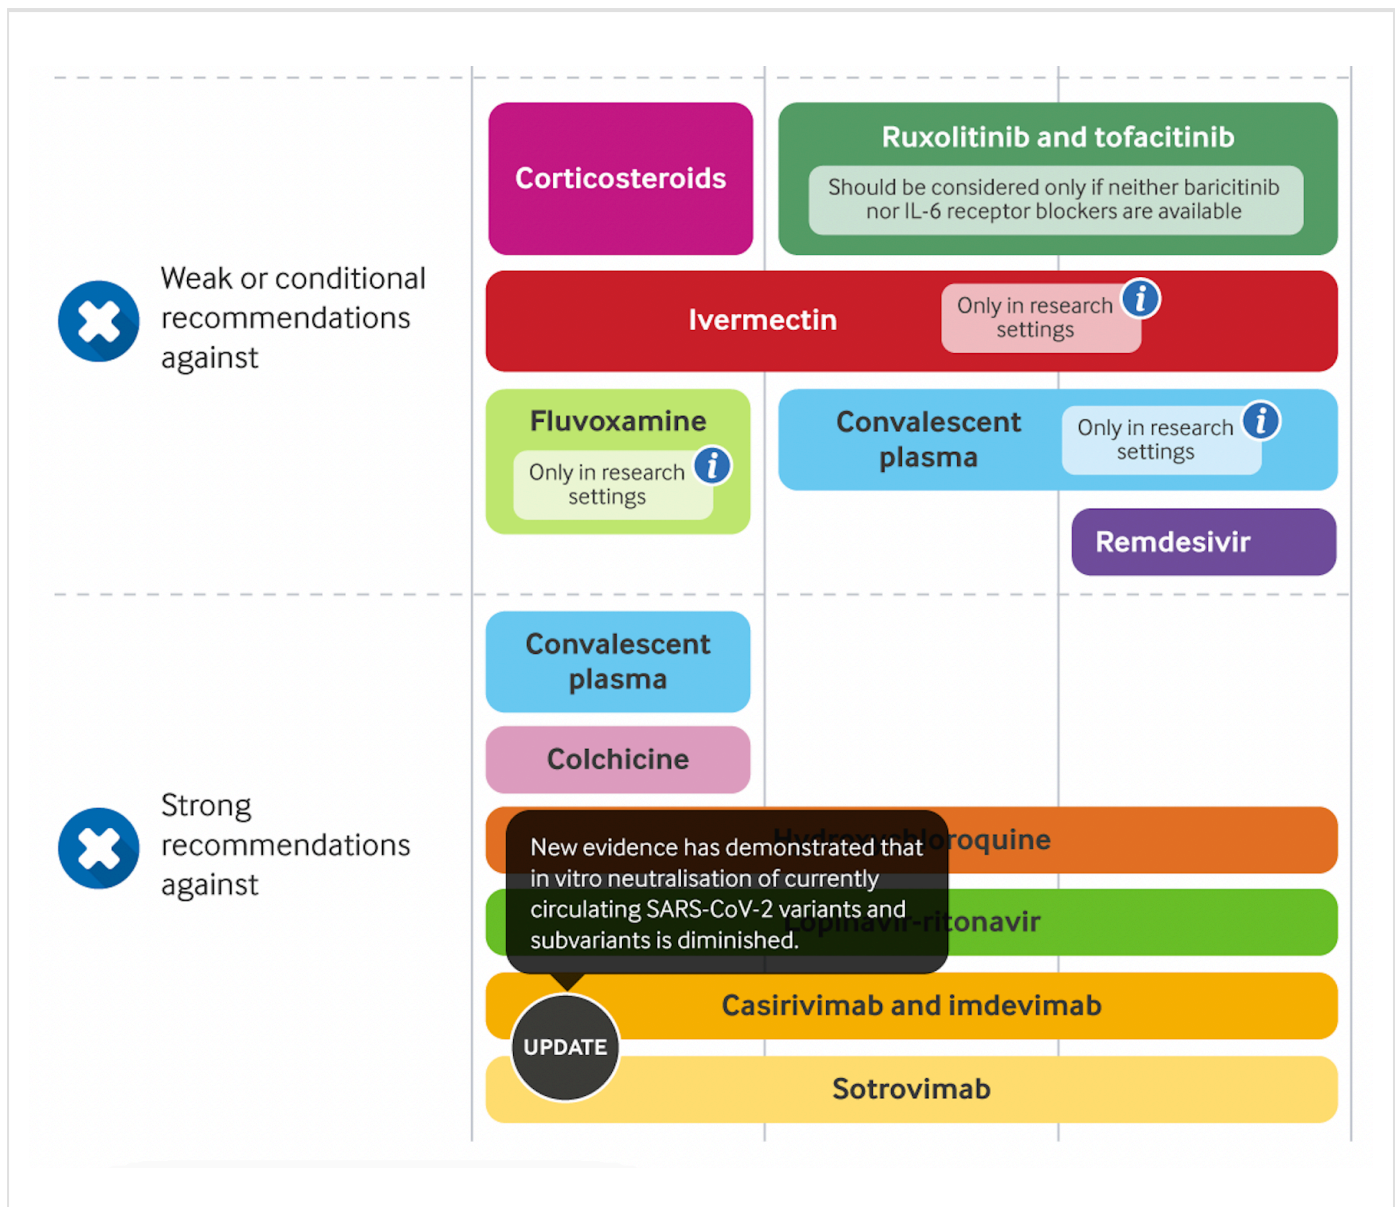 Corticosteroids
Ruxolitinib and tofacitinib
Should be considered only if neither baricitinib
nor IL-6 receptor blockers are available
Weak or conditional
recommendations
against
Ivermectin
Only in research
settings
i
Fluvoxamine
Only in research
settings
i
Convalescent
plasma
Only in research
settings
i
Remdesivir
Strong
recommendations
against
Convalescent
plasma
Colchicine
Hydroxychloroquine
Lopinavir-ritonavir
New evidence has demonstrated that
in vitro neutralisation of currently
circulating SARS-CoV-2 variants and
subvariants is diminished.
UPDATE
Casirivimab and imdevimab
Sotrovimab